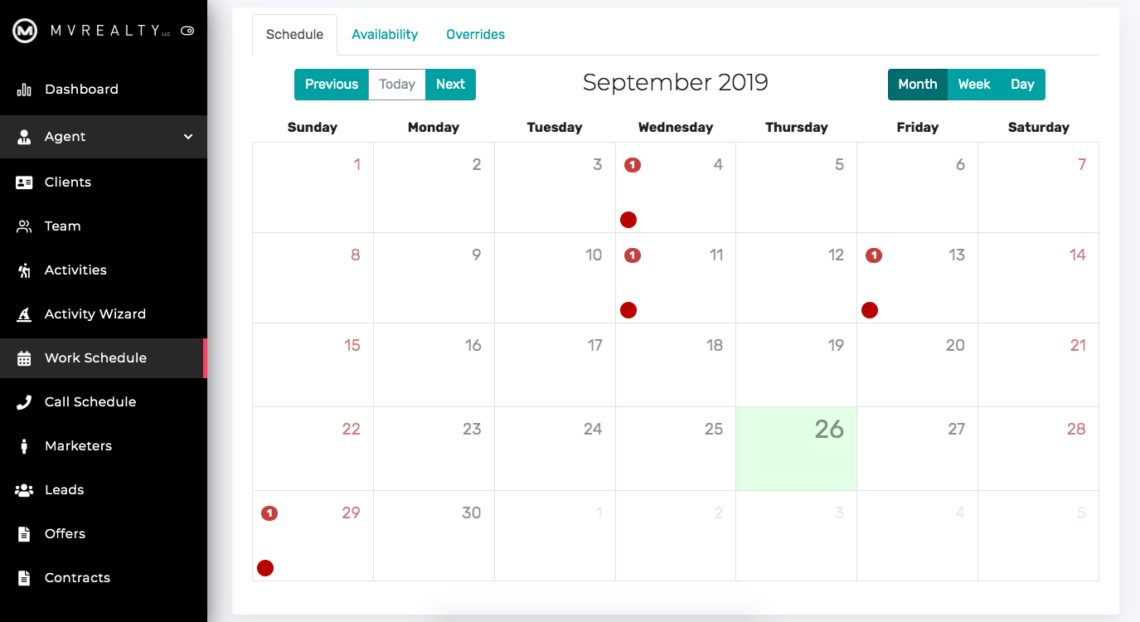 MVREALTY LLC
Dashboard
Agent
Clients
Team
Activities
Activity Wizard
Work Schedule
Call Schedule
Marketers
Leads
Offers
Contracts
Schedule Availability Overrides
Previous Today Next September 2019 Month Week Day
Sunday Monday Tuesday Wednesday Thursday Friday Saturday
1 2 3 1 4 5 6 7
8 9 10 1 11 12 1 13 14
15 16 17 18 19 20 21
22 23 24 25 26 27 28
1 29 30 1 2 3 4 5